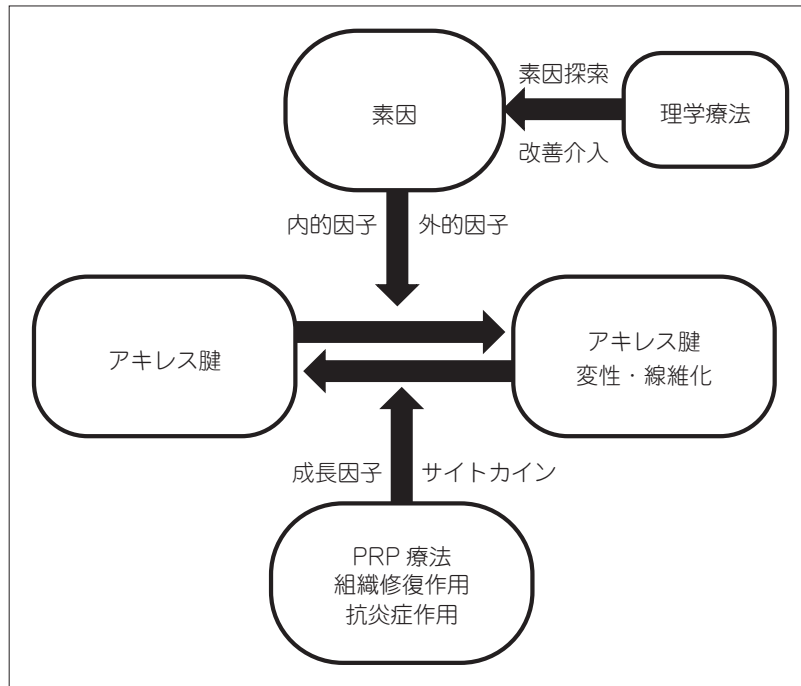 素因
素因探索
改善介入
理学療法
内的因子
外的因子
アキレス腱
アキレス腱
変性・線維化
成長因子
サイトカイン
PRP 療法
組織修復作用
抗炎症作用